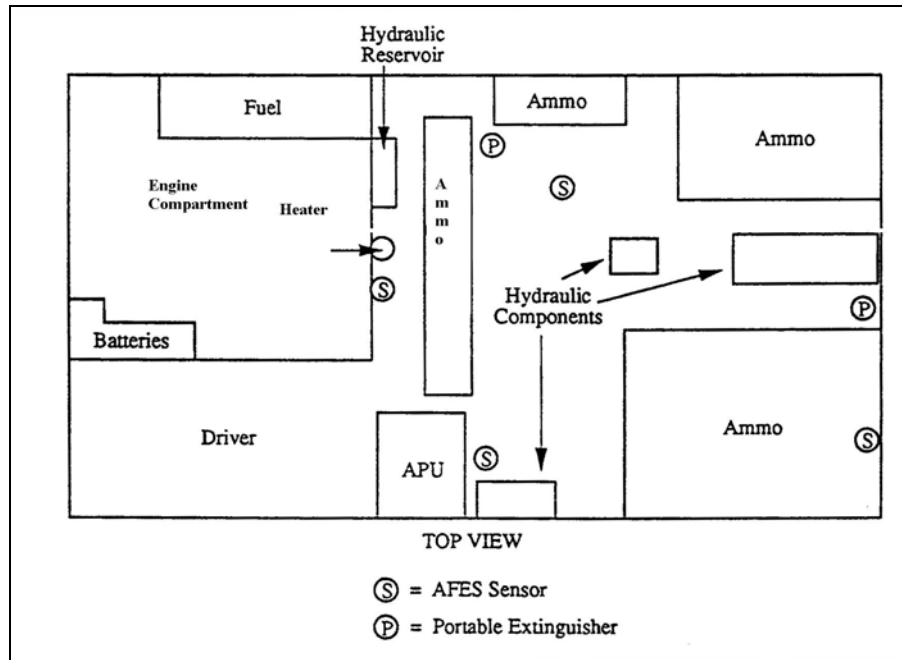 Hydraulic
Reservoir
Fuel
Ammo
Ammo
P
A
m
m
o
S
Engine
Compartment
Heater
S
Hydraulic
Components
P
Batteries
Driver
APU
S
Ammo
S
TOP VIEW
S = AFES Sensor
P = Portable Extinguisher